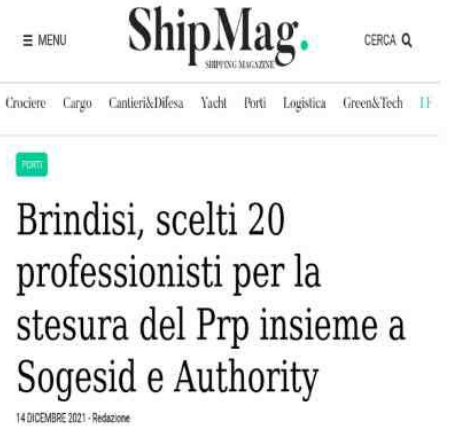 ≡ MENU
ShipMag.
SHIPPING MAGAZINE
CERCA
Crociere Cargo Cantieri&Difesa Yacht Porti Logistica Green&Tech
PORTI
Brindisi, scelti 20
professionisti per la
stesura del Prp insieme a
Sogesid e Authority
14 DICEMBRE 2021 - Redazione